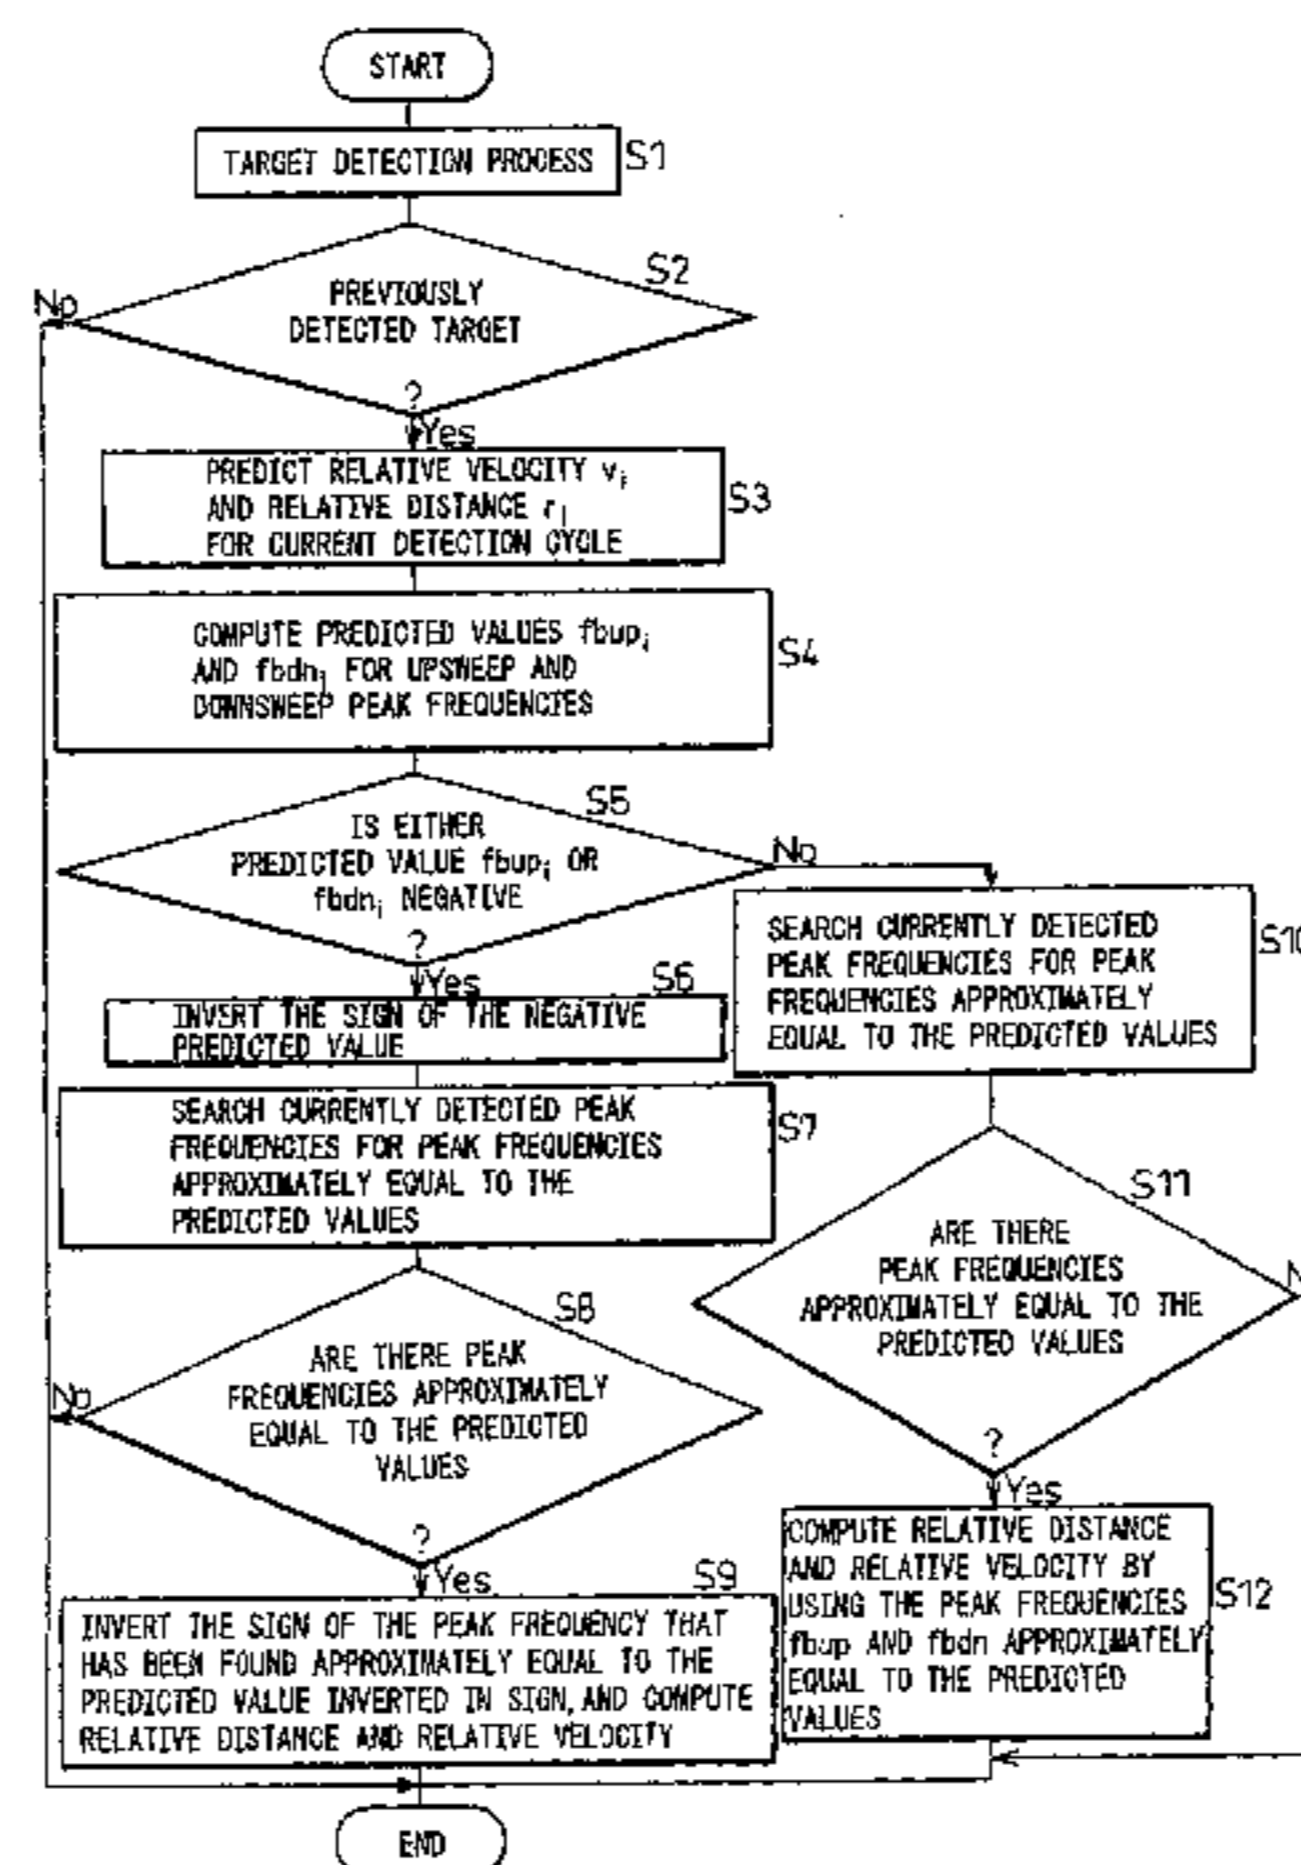 START
TARGET DETECTION PROCESS
S1
S2
No
PREVIOUSLY
DETECTED TARGET
?
Yes
PREDICT RELATIVE VELOCITY vi
AND RELATIVE DISTANCE ri
FOR CURRENT DETECTION CYCLE
S3
COMPUTE PREDICTED VALUES fbupi
AND fbdni FOR UPSWEEP AND
DOWNSWEEP PEAK FREQUENCIES
S4
S5
IS EITHER
PREDICTED VALUE fbupi OR
fbdni NEGATIVE
?
No
Yes
S6
INVERT THE SIGN OF THE NEGATIVE
PREDICTED VALUE
SEARCH CURRENTLY DETECTED PEAK
FREQUENCIES FOR PEAK FREQUENCIES
APPROXIMATELY EQUAL TO THE
PREDICTED VALUES
S7
S8
ARE THERE PEAK
FREQUENCIES APPROXIMATELY
EQUAL TO THE PREDICTED
VALUES
?
No
Yes
S9
INVERT THE SIGN OF THE PEAK FREQUENCY THAT
HAS BEEN FOUND APPROXIMATELY EQUAL TO THE
PREDICTED VALUE INVERTED IN SIGN, AND COMPUTE
RELATIVE DISTANCE AND RELATIVE VELOCITY
SEARCH CURRENTLY DETECTED
PEAK FREQUENCIES FOR PEAK
FREQUENCIES APPROXIMATELY
EQUAL TO THE PREDICTED VALUES
S10
S11
ARE THERE
PEAK FREQUENCIES
APPROXIMATELY EQUAL TO THE
PREDICTED VALUES
?
Yes
COMPUTE RELATIVE DISTANCE
AND RELATIVE VELOCITY BY
USING THE PEAK FREQUENCIES
fbup AND fbdn APPROXIMATELY
EQUAL TO THE PREDICTED
VALUES
S12
END